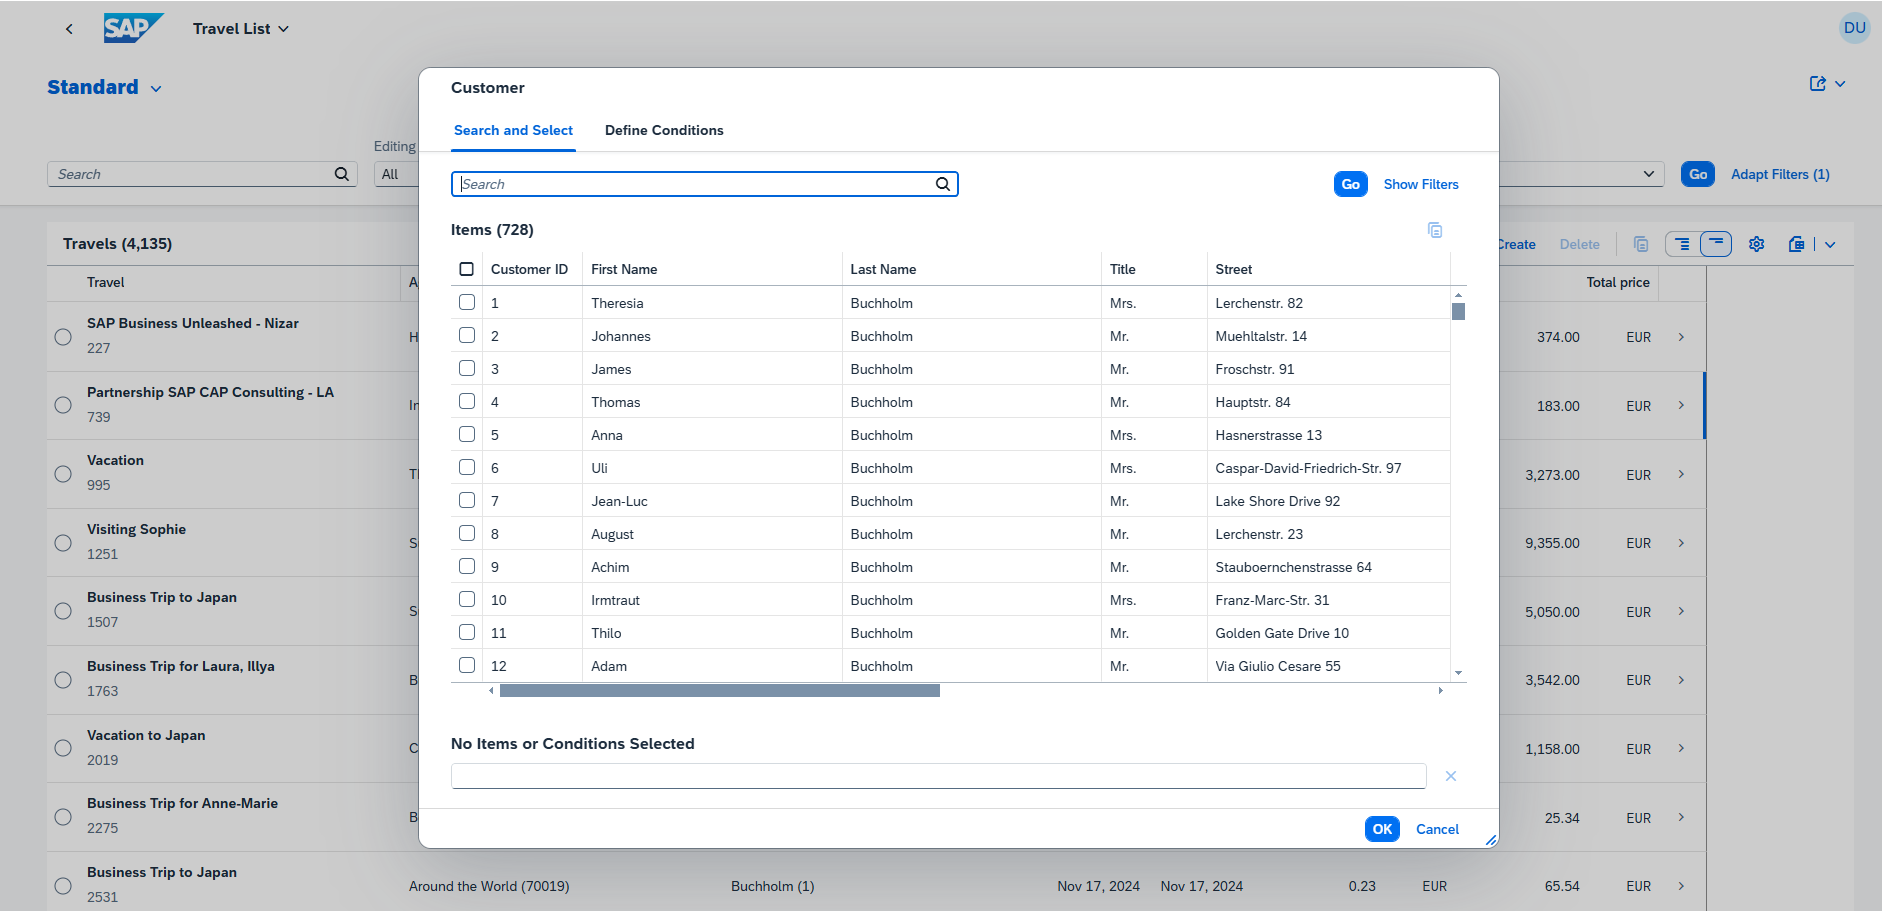 SAP Travel List DU
Standard
Editing
Search All Go Adapt Filters (1)
Travels (4,135) Create Delete
Travel Total price
SAP Business Unleashed - Nizar
227 374.00 EUR
Partnership SAP CAP Consulting - LA
739 183.00 EUR
Vacation
995 3,273.00 EUR
Visiting Sophie
1251 9,355.00 EUR
Business Trip to Japan
1507 5,050.00 EUR
Business Trip for Laura, Illya
1763 3,542.00 EUR
Vacation to Japan
2019 1,158.00 EUR
Business Trip for Anne-Marie
2275 25.34 EUR
Business Trip to Japan
2531 Around the World (70019) Buchholm (1) Nov 17, 2024 Nov 17, 2024 0.23 EUR 65.54 EUR
Customer
Search and Select Define Conditions
Search Go Show Filters
Items (728)
Customer ID First Name Last Name Title Street
1 Theresia Buchholm Mrs. Lerchenstr. 82
2 Johannes Buchholm Mr. Muehltalstr. 14
3 James Buchholm Mr. Froschstr. 91
4 Thomas Buchholm Mr. Hauptstr. 84
5 Anna Buchholm Mrs. Hasnerstrasse 13
6 Uli Buchholm Mrs. Caspar-David-Friedrich-Str. 97
7 Jean-Luc Buchholm Mr. Lake Shore Drive 92
8 August Buchholm Mr. Lerchenstr. 23
9 Achim Buchholm Mr. Stauboernchenstrasse 64
10 Irmtraut Buchholm Mrs. Franz-Marc-Str. 31
11 Thilo Buchholm Mr. Golden Gate Drive 10
12 Adam Buchholm Mr. Via Giulio Cesare 55
No Items or Conditions Selected
OK Cancel